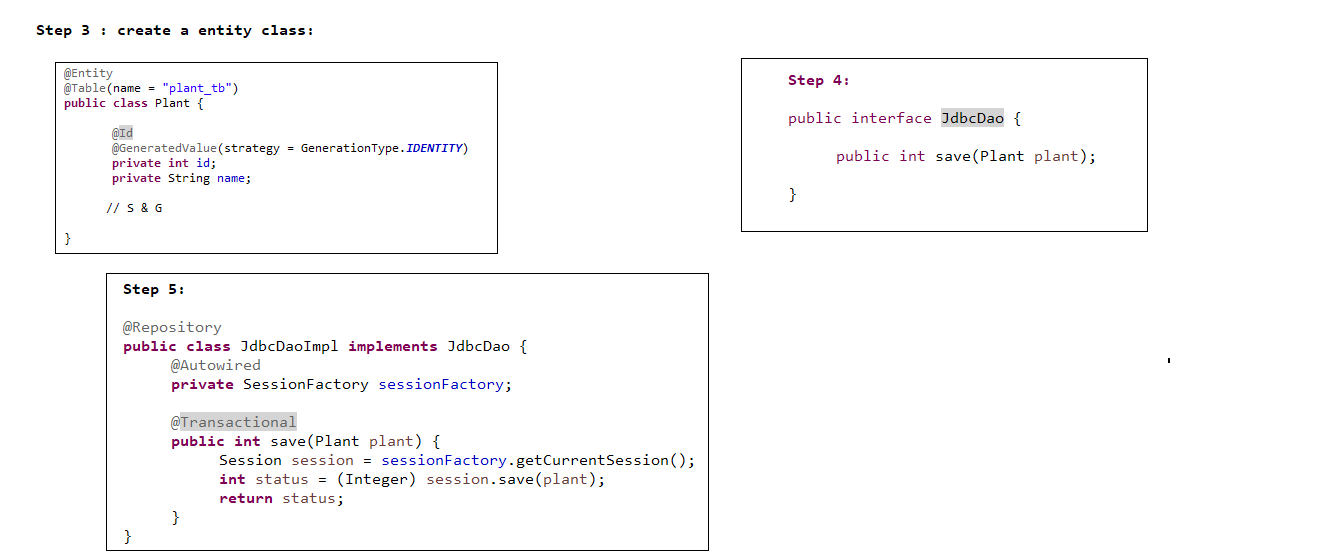 Step 3 : create a entity class:
@Entity
@Table(name = "plant_tb")
public class Plant {
@Id
@GeneratedValue(strategy = GenerationType.IDENTITY)
private int id;
private String name;
// S & G
}
Step 4:
public interface JdbcDao {
public int save(Plant plant);
}
Step 5:
@Repository
public class JdbcDaoImpl implements JdbcDao {
@Autowired
private SessionFactory sessionFactory;
@Transactional
public int save(Plant plant) {
Session session = sessionFactory.getCurrentSession();
int status = (Integer) session.save(plant);
return status;
}
}